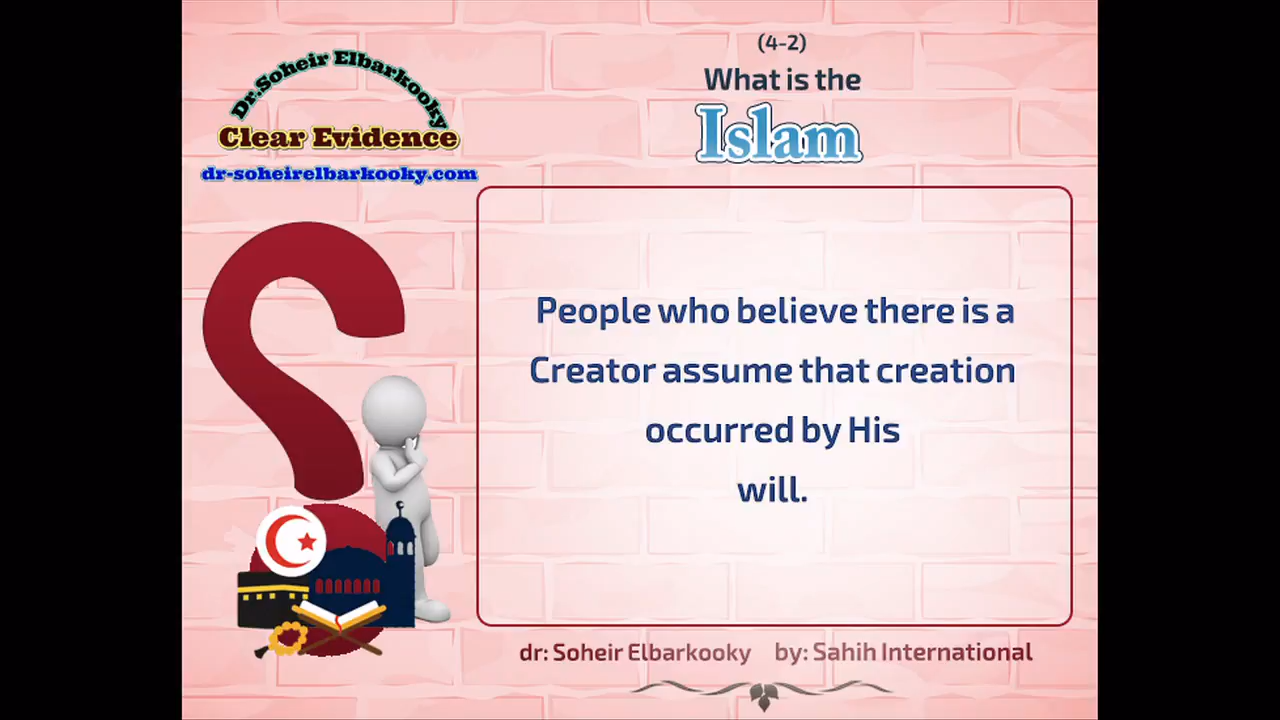 Dr.Soheir Elbarkooky
Clear Evidence
dr-soheirelbarkooky.com
(4-2)
What is the
Islam
People who believe there is a
Creator assume that creation
occurred by His
will.
dr: Soheir Elbarkooky by: Sahih International